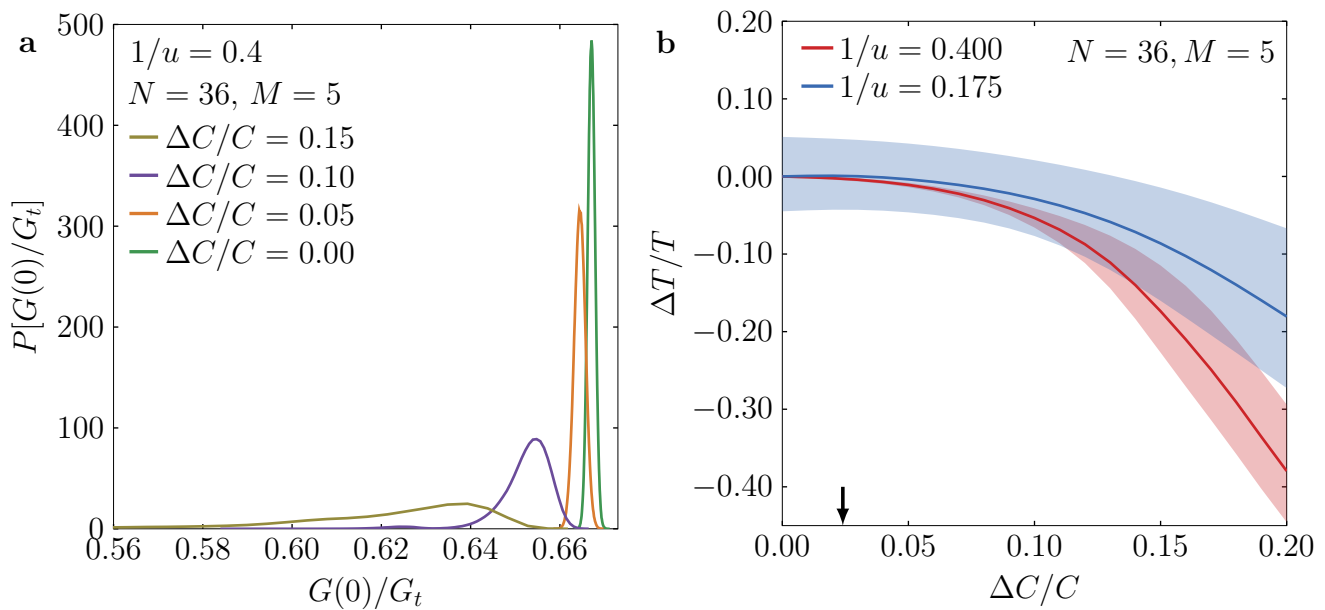 a
500
400
300
200
100
0
P[G(0)/G_t]
1/u = 0.4
N = 36, M = 5
ΔC/C = 0.15
ΔC/C = 0.10
ΔC/C = 0.05
ΔC/C = 0.00
0.56 0.58 0.60 0.62 0.64 0.66
G(0)/G_t
b
0.20
0.10
0.00
−0.10
−0.20
−0.30
−0.40
ΔT/T
1/u = 0.400
1/u = 0.175
N = 36, M = 5
0.00 0.05 0.10 0.15 0.20
ΔC/C